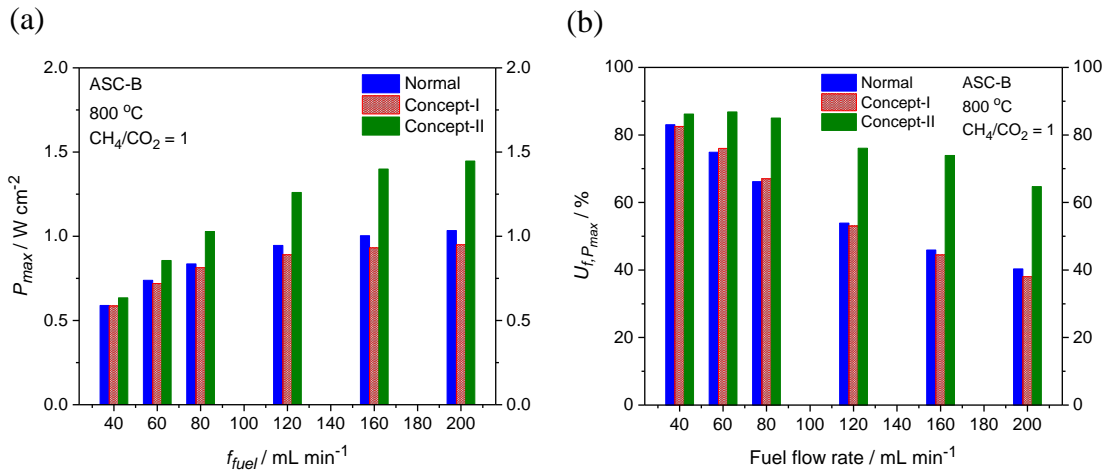 (a)
2.0
1.5
1.0
0.5
0.0
P_max / W cm⁻²
ASC-B
800 °C
CH₄/CO₂ = 1
Normal
Concept-I
Concept-II
2.0
1.5
1.0
0.5
0.0
40 60 80 100 120 140 160 180 200
f_fuel / mL min⁻¹
(b)
100
80
60
40
20
0
U_f,P_max / %
Normal
Concept-I
Concept-II
ASC-B
800 °C
CH₄/CO₂ = 1
100
80
60
40
20
0
40 60 80 100 120 140 160 180 200
Fuel flow rate / mL min⁻¹